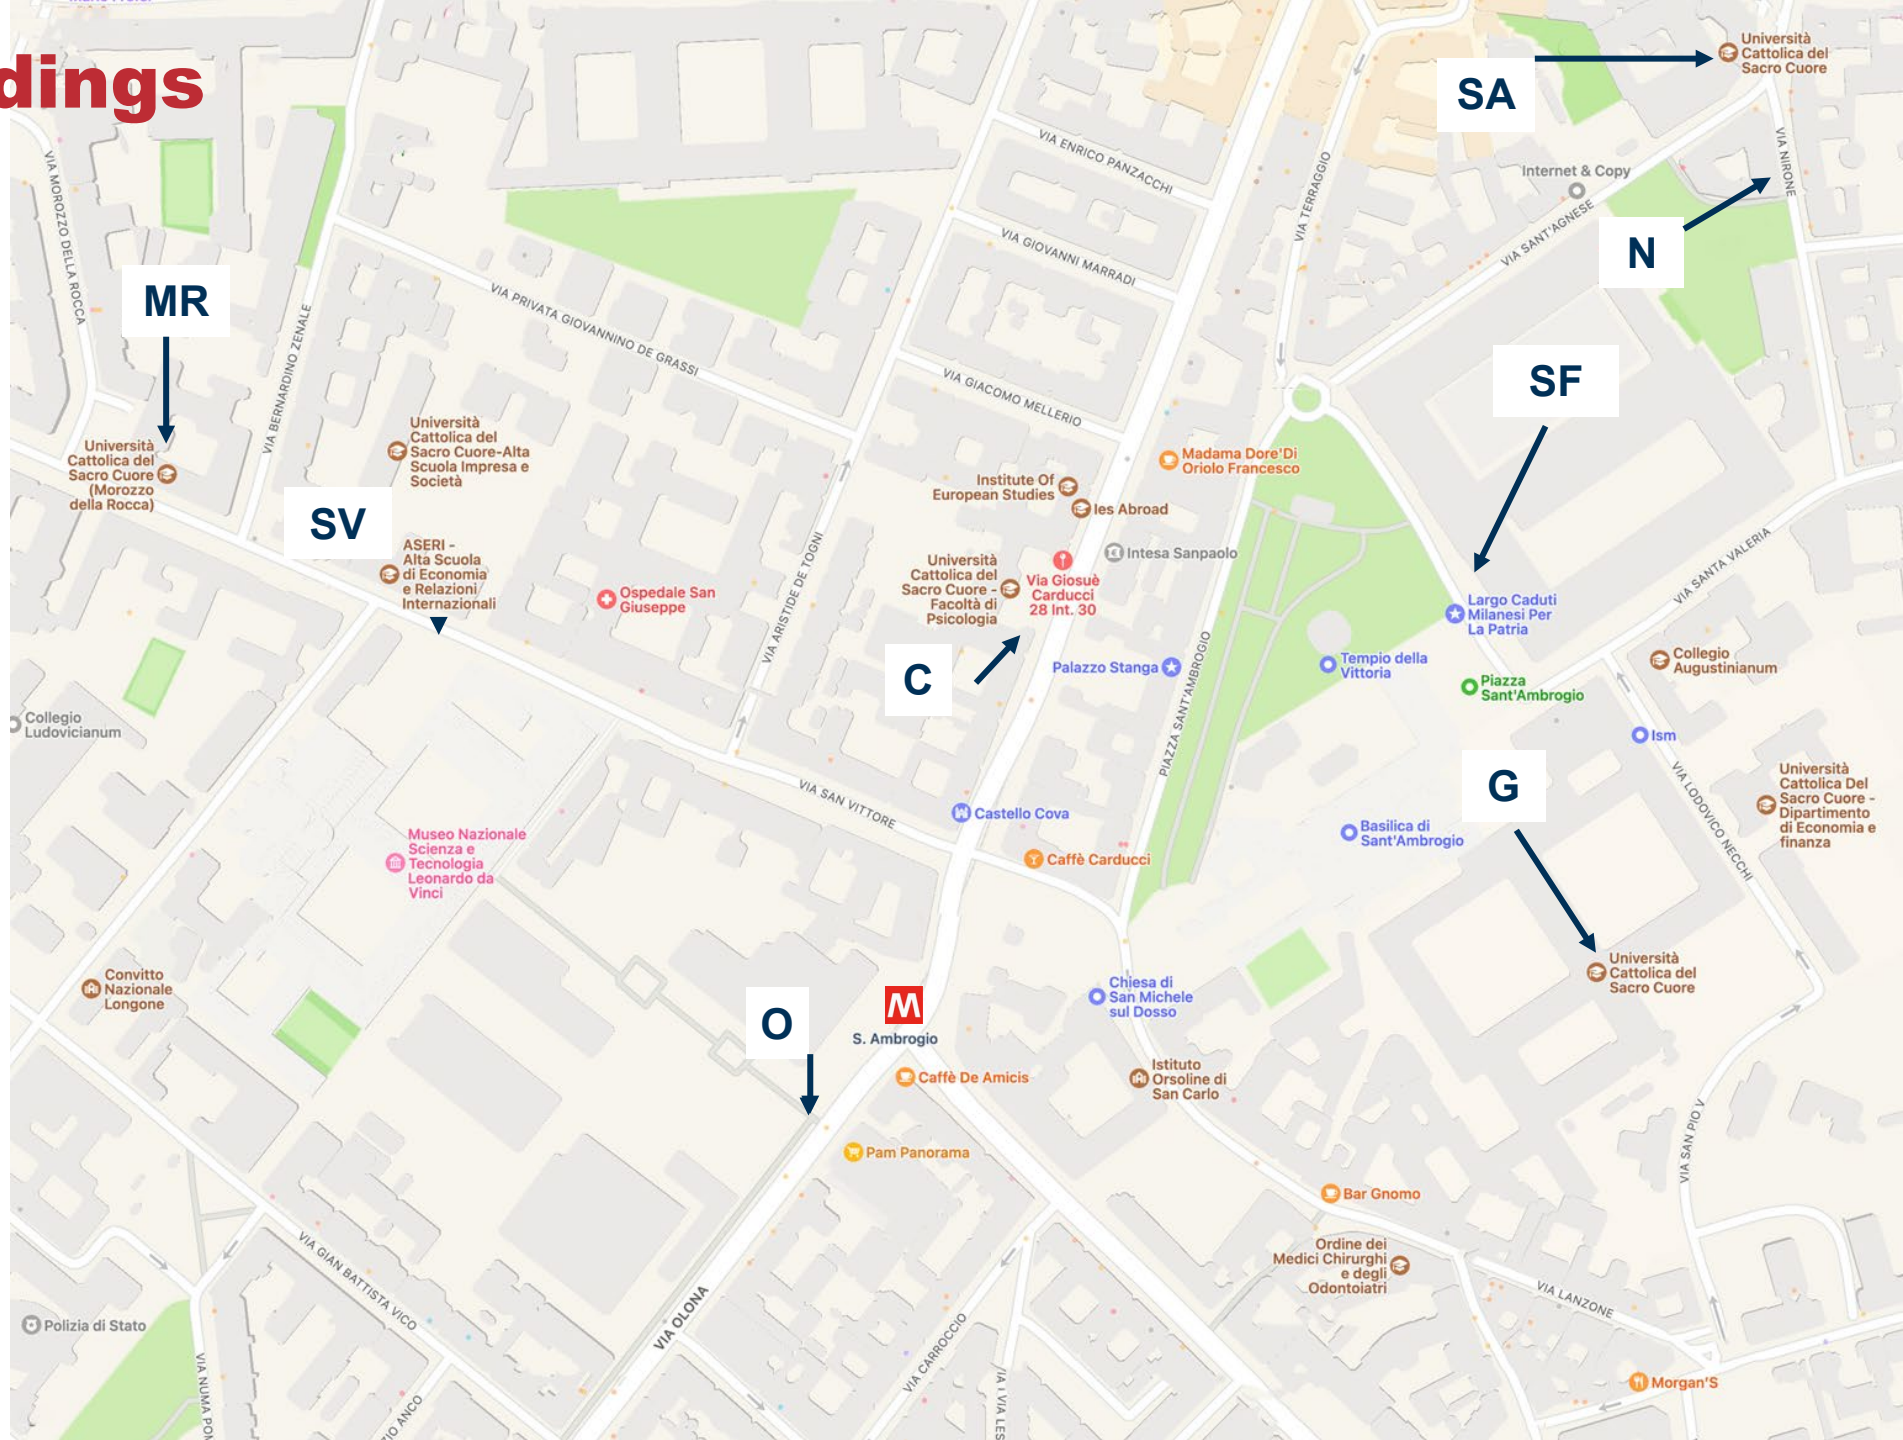 dings
SA
Università
Cattolica del
Sacro Cuore
VIA ENRICO PANZACCHI
VIA TERRAGGIO
VIA NIRONE
Internet & Copy
VIA SANT'AGNESE
VIA MOROZZO DELLA ROCCA
VIA GIOVANNI MARRADI
N
MR
VIA PRIVATA GIOVANNINO DE GRASSI
VIA BERNARDINO ZENALE
VIA GIACOMO MELLERIO
SF
Università
Cattolica del
Sacro Cuore
(Morozzo
della Rocca)
Università
Cattolica del
Sacro Cuore-Alta
Scuola Impresa e
Società
Madama Dore'Di
Oriolo Francesco
Institute Of
European Studies
Ies Abroad
SV
ASERI -
Alta Scuola
di Economia
e Relazioni
Internazionali
Ospedale San
Giuseppe
VIA ARISTIDE DE TOGNI
Università
Cattolica del
Sacro Cuore -
Facoltà di
Psicologia
Intesa Sanpaolo
Via Giosuè
Carducci
28 Int. 30
VIA SANTA VALERIA
Largo Caduti
Milanesi Per
La Patria
C
Palazzo Stanga
PIAZZA SANT'AMBROGIO
Tempio della
Vittoria
Collegio
Augustinianum
Piazza
Sant'Ambrogio
Collegio
Ludovicianum
Ism
G
VIA LODOVICO NECCHI
Università
Cattolica Del
Sacro Cuore -
Dipartimento
di Economia e
finanza
VIA SAN VITTORE
Castello Cova
Caffè Carducci
Basilica di
Sant'Ambrogio
Museo Nazionale
Scienza e
Tecnologia
Leonardo da
Vinci
Università
Cattolica del
Sacro Cuore
Convitto
Nazionale
Longone
Chiesa di
San Michele
sul Dosso
O
M
S. Ambrogio
Caffè De Amicis
Istituto
Orsoline di
San Carlo
Pam Panorama
VIA SAN PIO V
Bar Gnomo
Ordine dei
Medici Chirurghi
e degli
Odontoiatri
VIA GIAN BATTISTA VICO
VIA OLONA
VIA LANZONE
Polizia di Stato
VIA CARROCCIO
VIA NUMA POM
Morgan'S